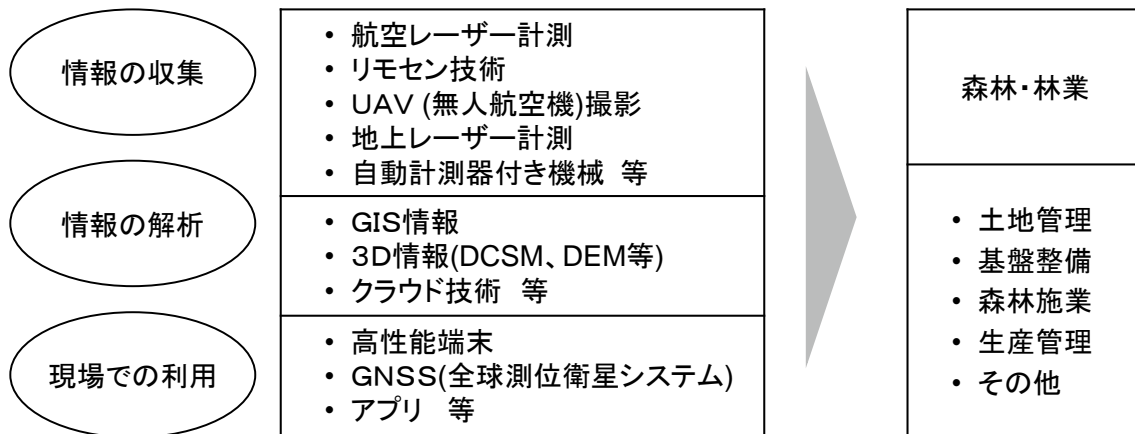 情報の収集
・ 航空レーザー計測
・ リモセン技術
・ UAV (無人航空機)撮影
・ 地上レーザー計測
・ 自動計測器付き機械 等
情報の解析
・ GIS情報
・ 3D情報(DCSM、DEM等)
・ クラウド技術 等
現場での利用
・ 高性能端末
・ GNSS(全球測位衛星システム)
・ アプリ 等
森林・林業
・ 土地管理
・ 基盤整備
・ 森林施業
・ 生産管理
・ その他